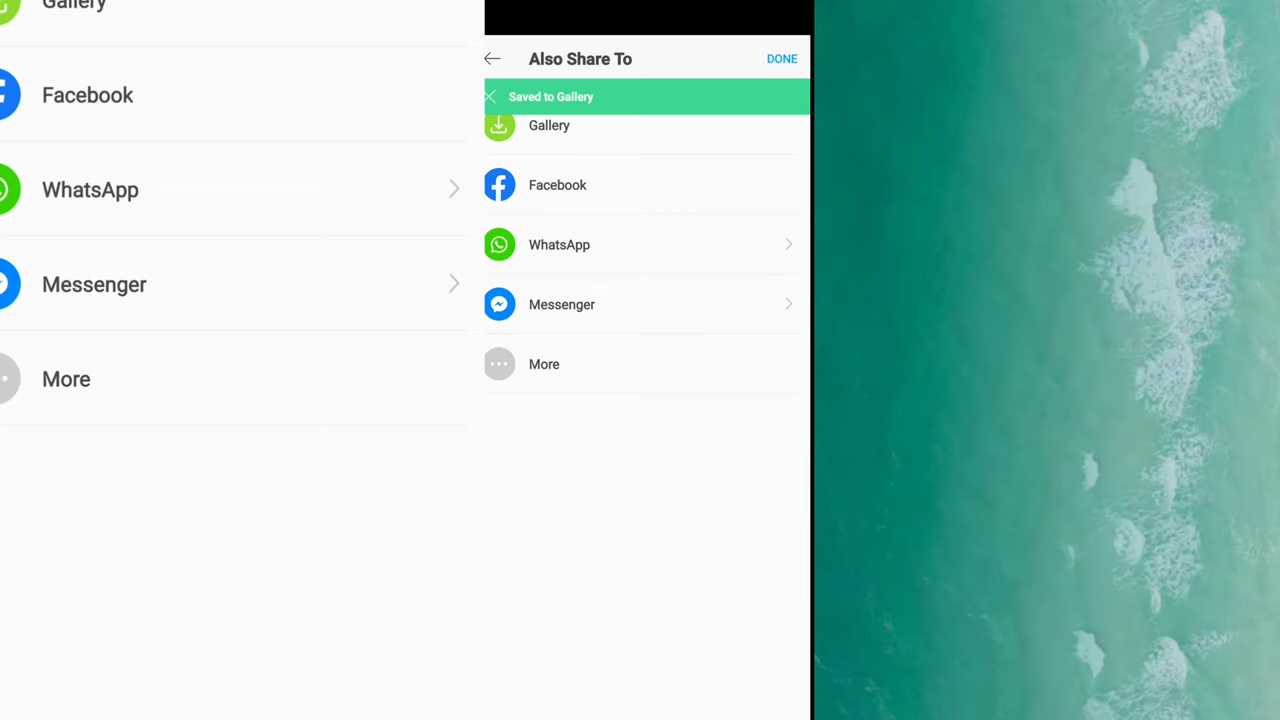 Gallery
Facebook
WhatsApp
Messenger
More
Also Share To
DONE
Saved to Gallery
Gallery
Facebook
WhatsApp
Messenger
More